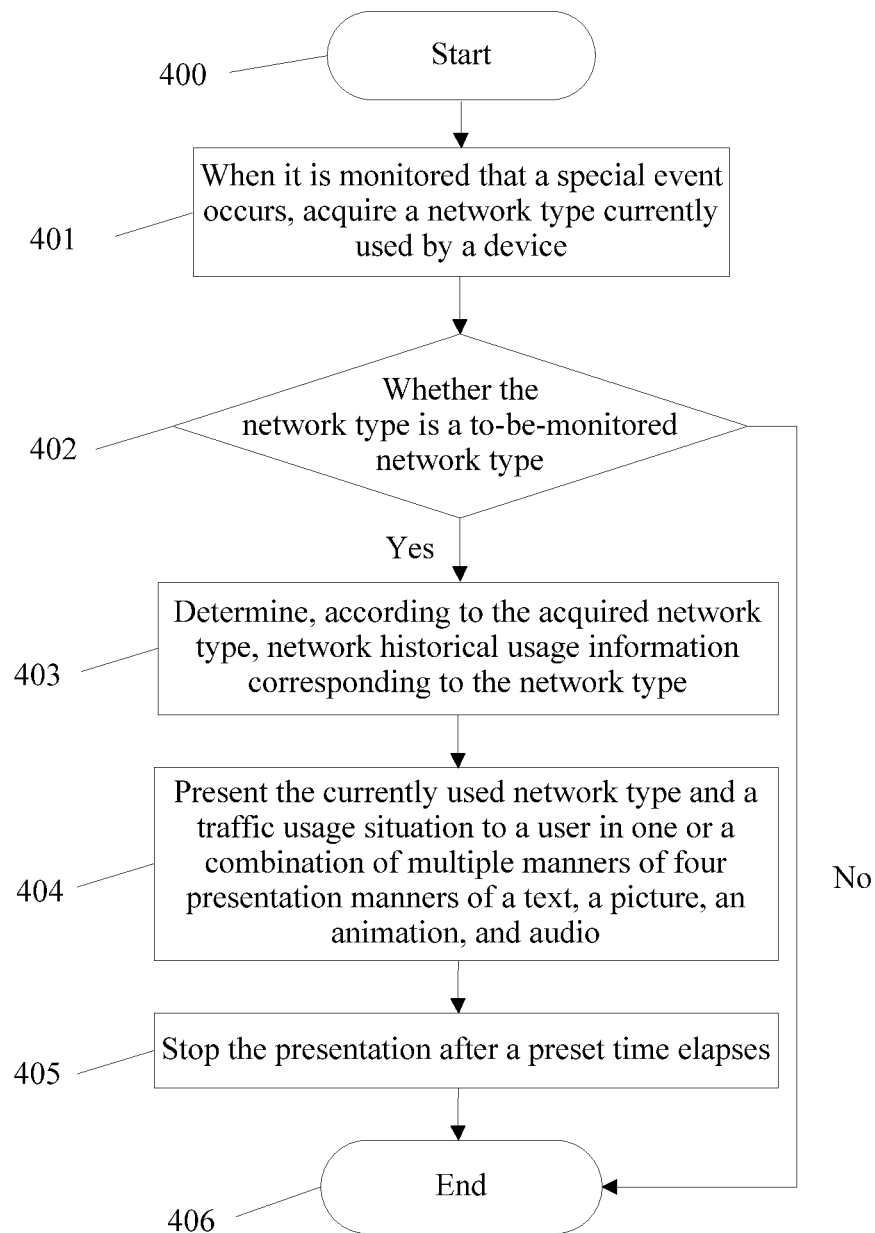 Start
400
When it is monitored that a special event
occurs, acquire a network type currently
used by a device
401
Whether the
network type is a to-be-monitored
network type
402
Yes
Determine, according to the acquired network
type, network historical usage information
corresponding to the network type
403
Present the currently used network type and a
traffic usage situation to a user in one or a
combination of multiple manners of four
presentation manners of a text, a picture, an
animation, and audio
404
No
Stop the presentation after a preset time elapses
405
End
406